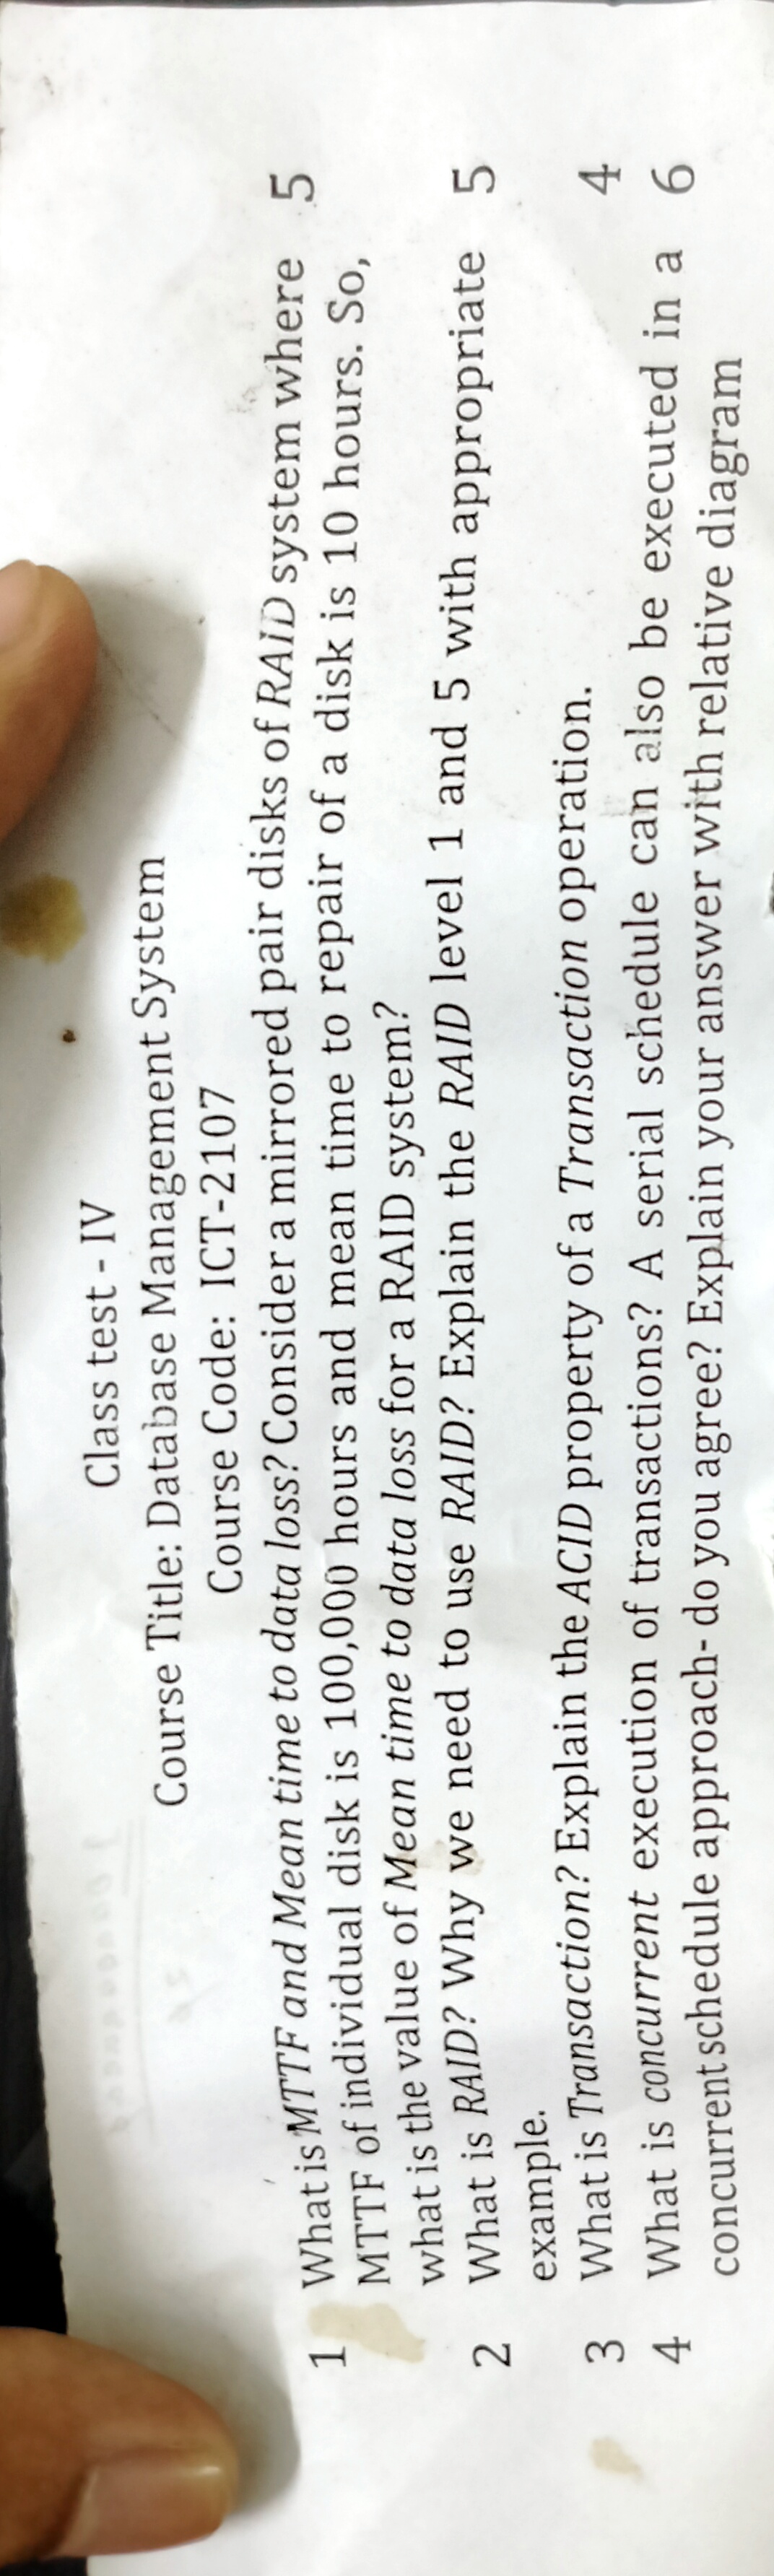 Class test - IV
Course Title: Database Management System
Course Code: ICT-2107
1 What is MTTF and Mean time to data loss? Consider a mirrored pair disks of RAID system where 5
MTTF of individual disk is 100,000 hours and mean time to repair of a disk is 10 hours. So,
what is the value of Mean time to data loss for a RAID system?
2 What is RAID? Why we need to use RAID? Explain the RAID level 1 and 5 with appropriate 5
example.
3 What is Transaction? Explain the ACID property of a Transaction operation. 4
4 What is concurrent execution of transactions? A serial schedule can also be executed in a 6
concurrent schedule approach- do you agree? Explain your answer with relative diagram